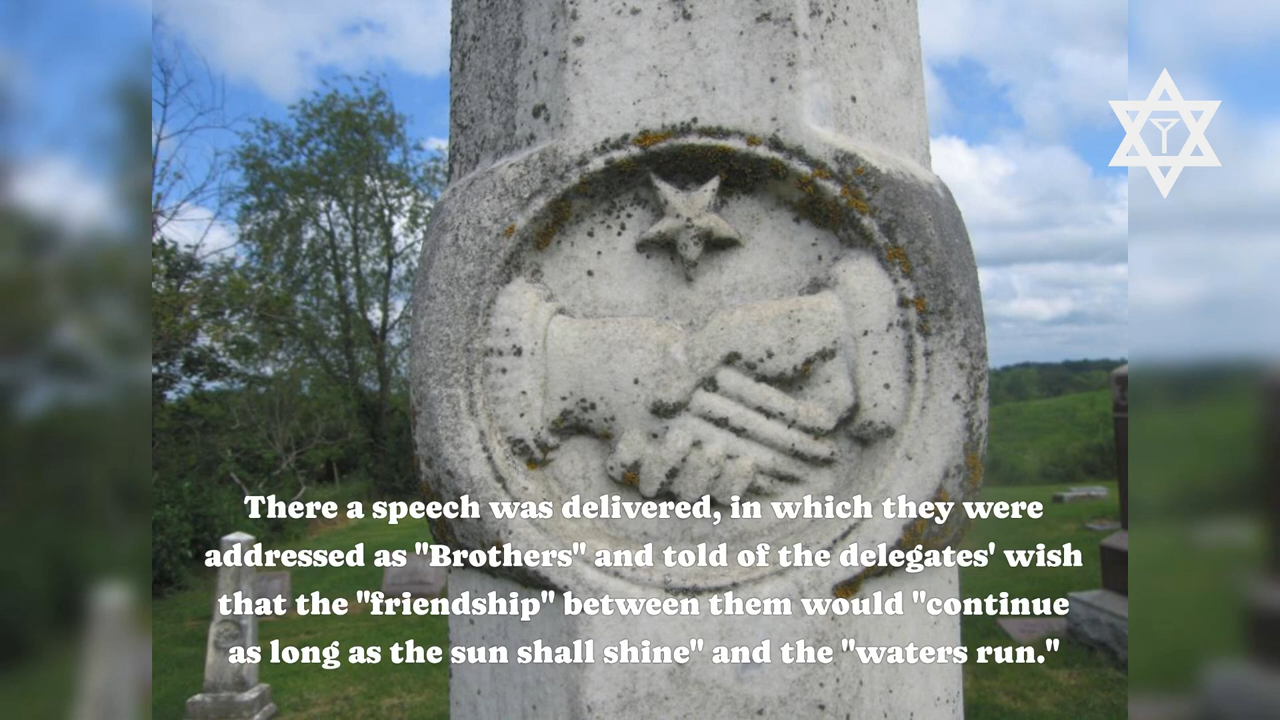 There a speech was delivered, in which they were
addressed as "Brothers" and told of the delegates' wish
that the "friendship" between them would "continue
as long as the sun shall shine" and the "waters run."